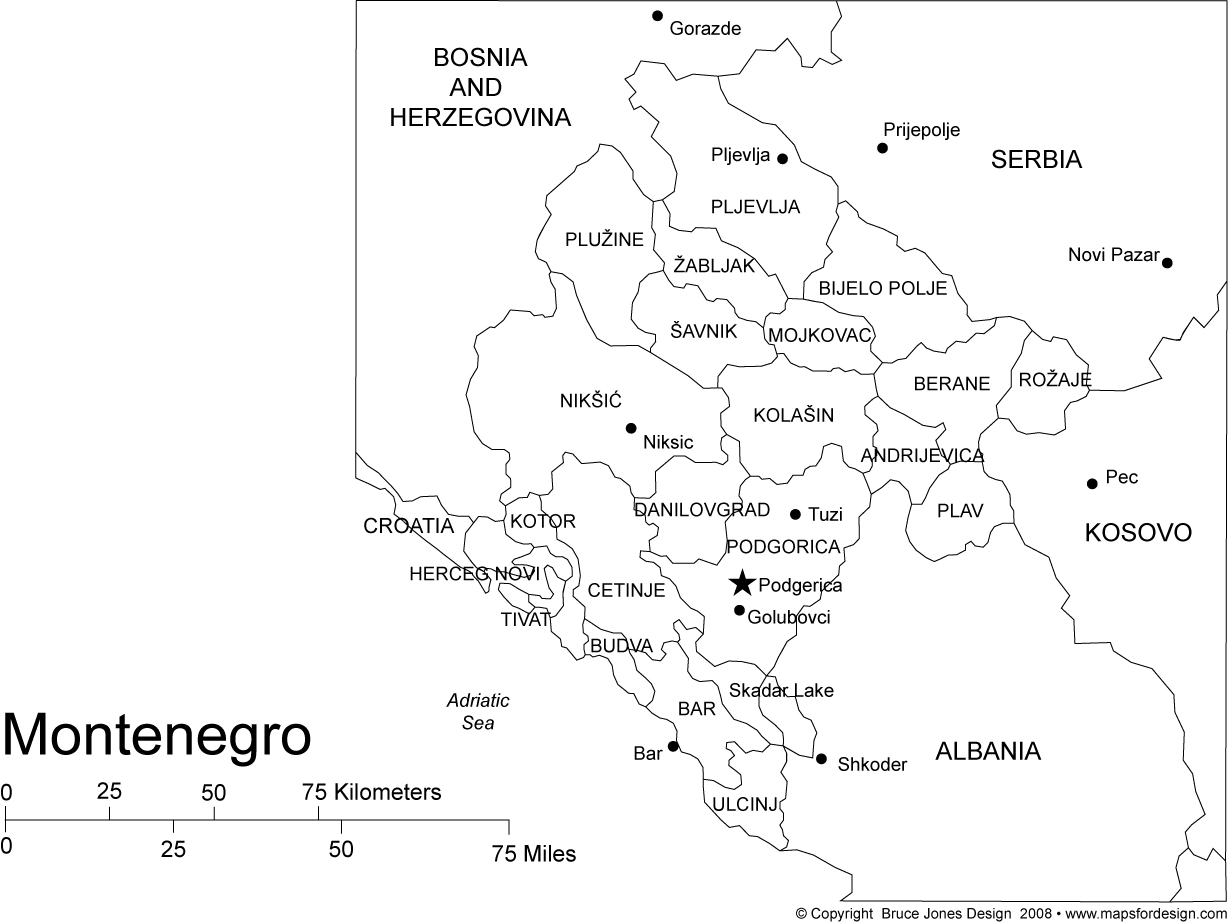 Gorazde
BOSNIA
AND
HERZEGOVINA
Prijepolje
Pljevlja
SERBIA
PLJEVLJA
PLUŽINE
Novi Pazar
ŽABLJAK
BIJELO POLJE
ŠAVNIK
MOJKOVAC
BERANE
ROŽAJE
NIKŠIĆ
KOLAŠIN
Niksic
ANDRIJEVICA
Pec
DANILOVGRAD
Tuzi
PLAV
CROATIA
KOTOR
KOSOVO
PODGORICA
HERCEG NOVI
Podgerica
CETINJE
Golubovci
TIVAT
BUDVA
Skadar Lake
Adriatic
Sea
BAR
Montenegro
Bar
ALBANIA
Shkoder
0 25 50 75 Kilometers
ULCINJ
0 25 50 75 Miles
© Copyright Bruce Jones Design 2008 • www.mapsfordesign.com